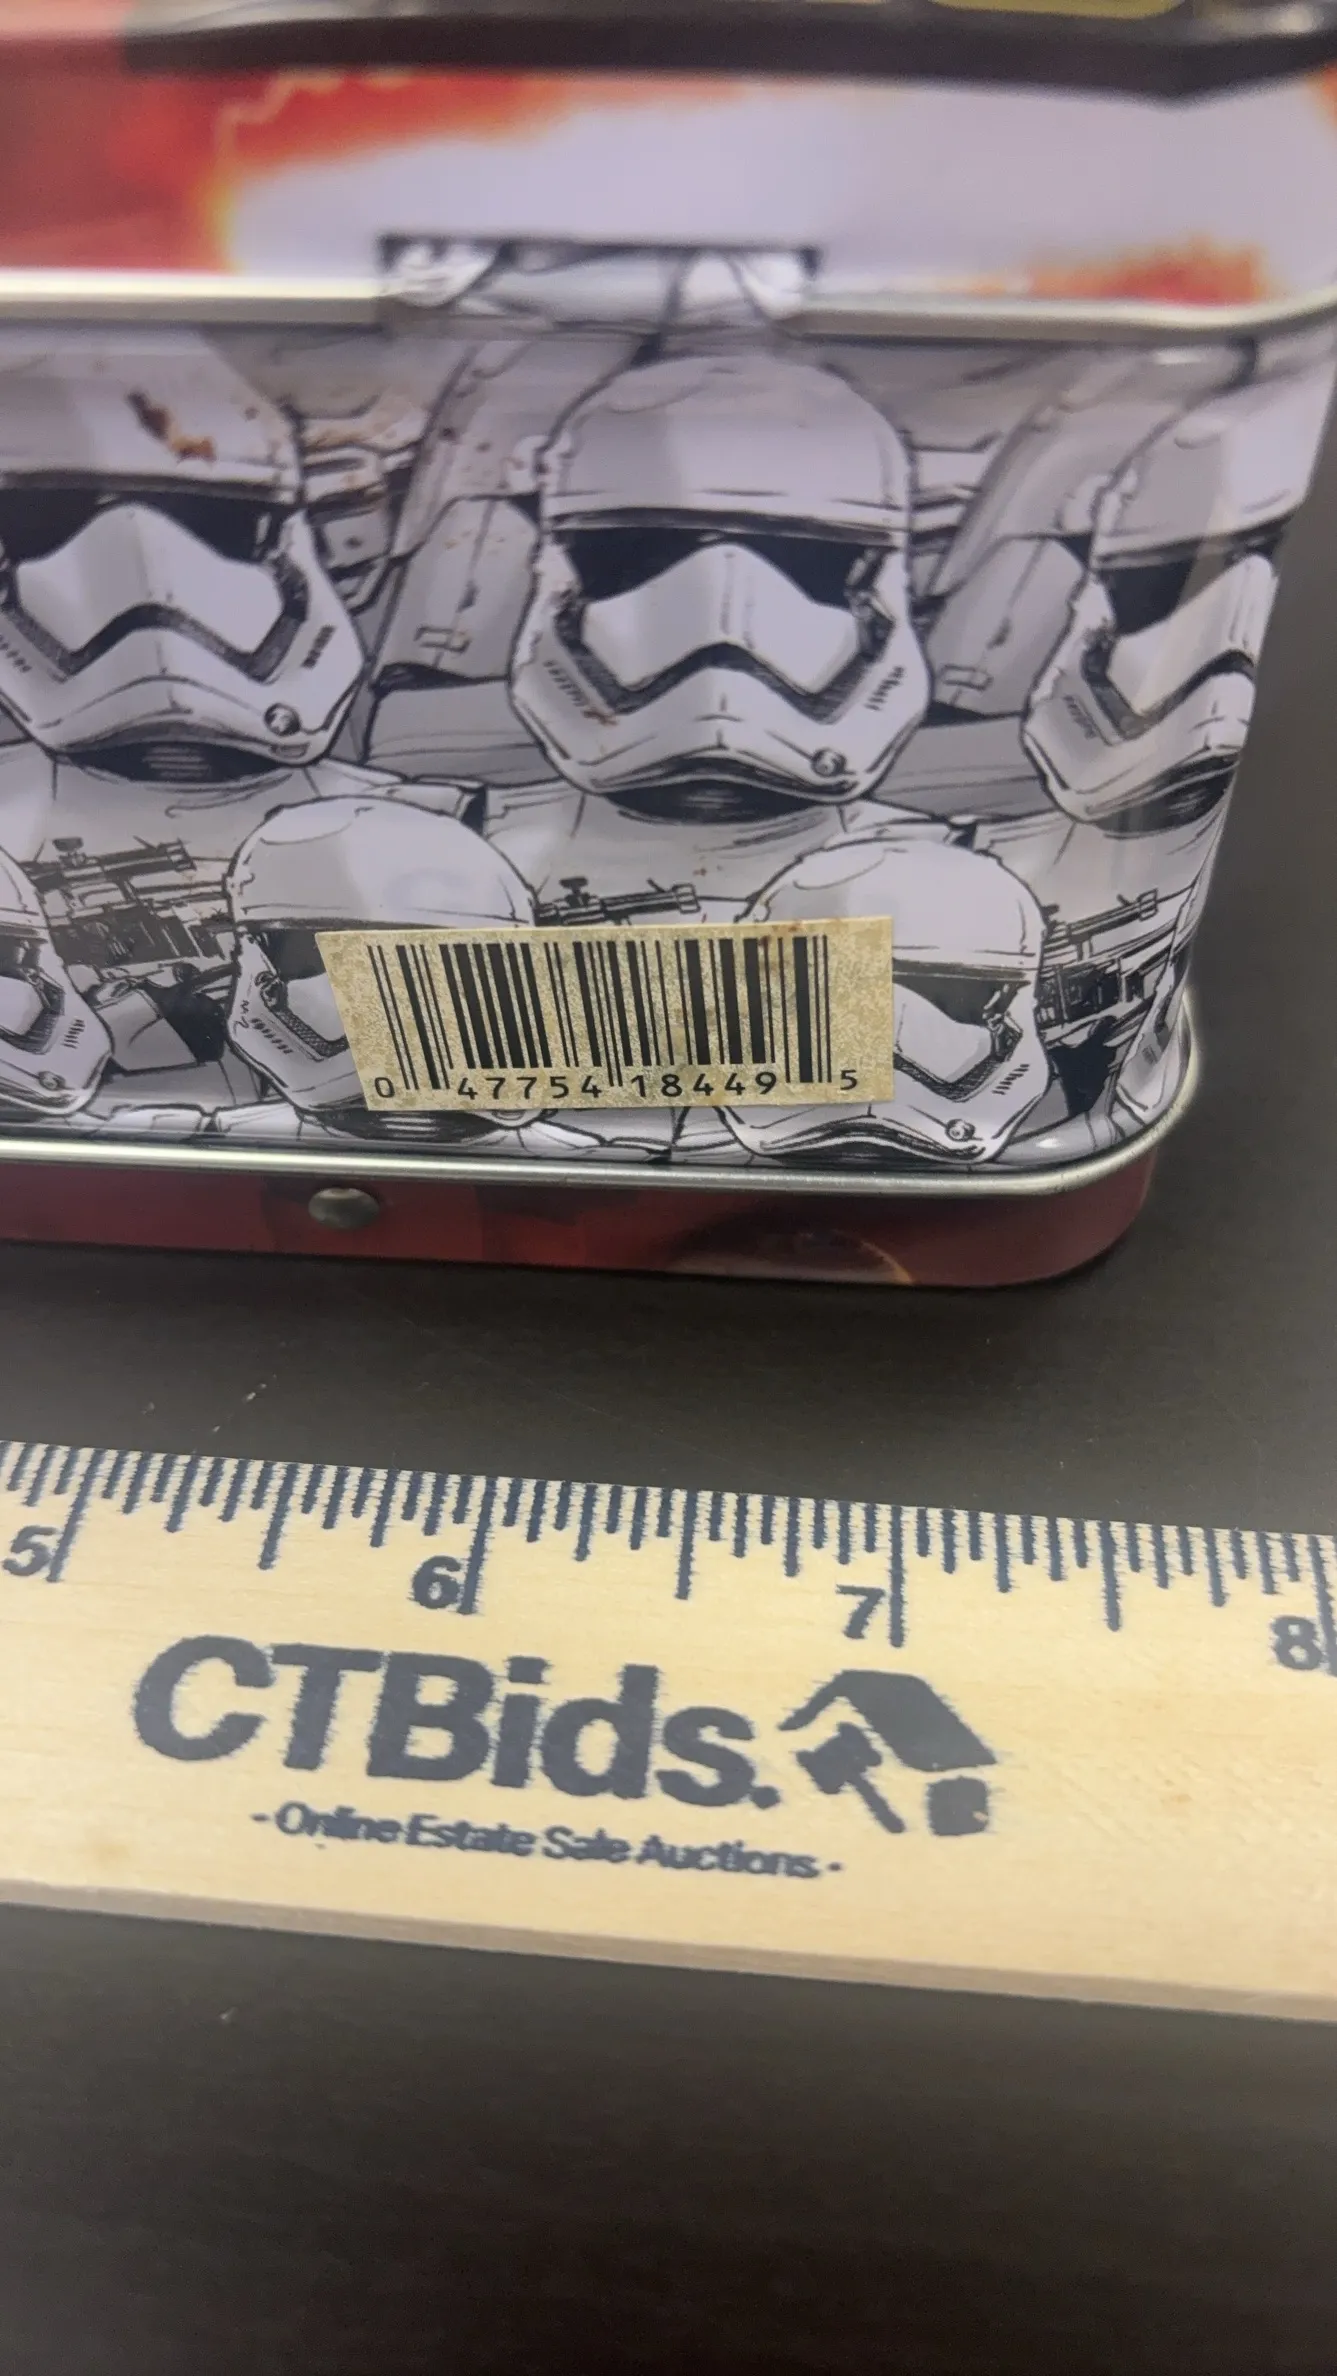 0 47754 18449 5
5 6 7 8
CTBids.
- Online Estate Sale Auctions -